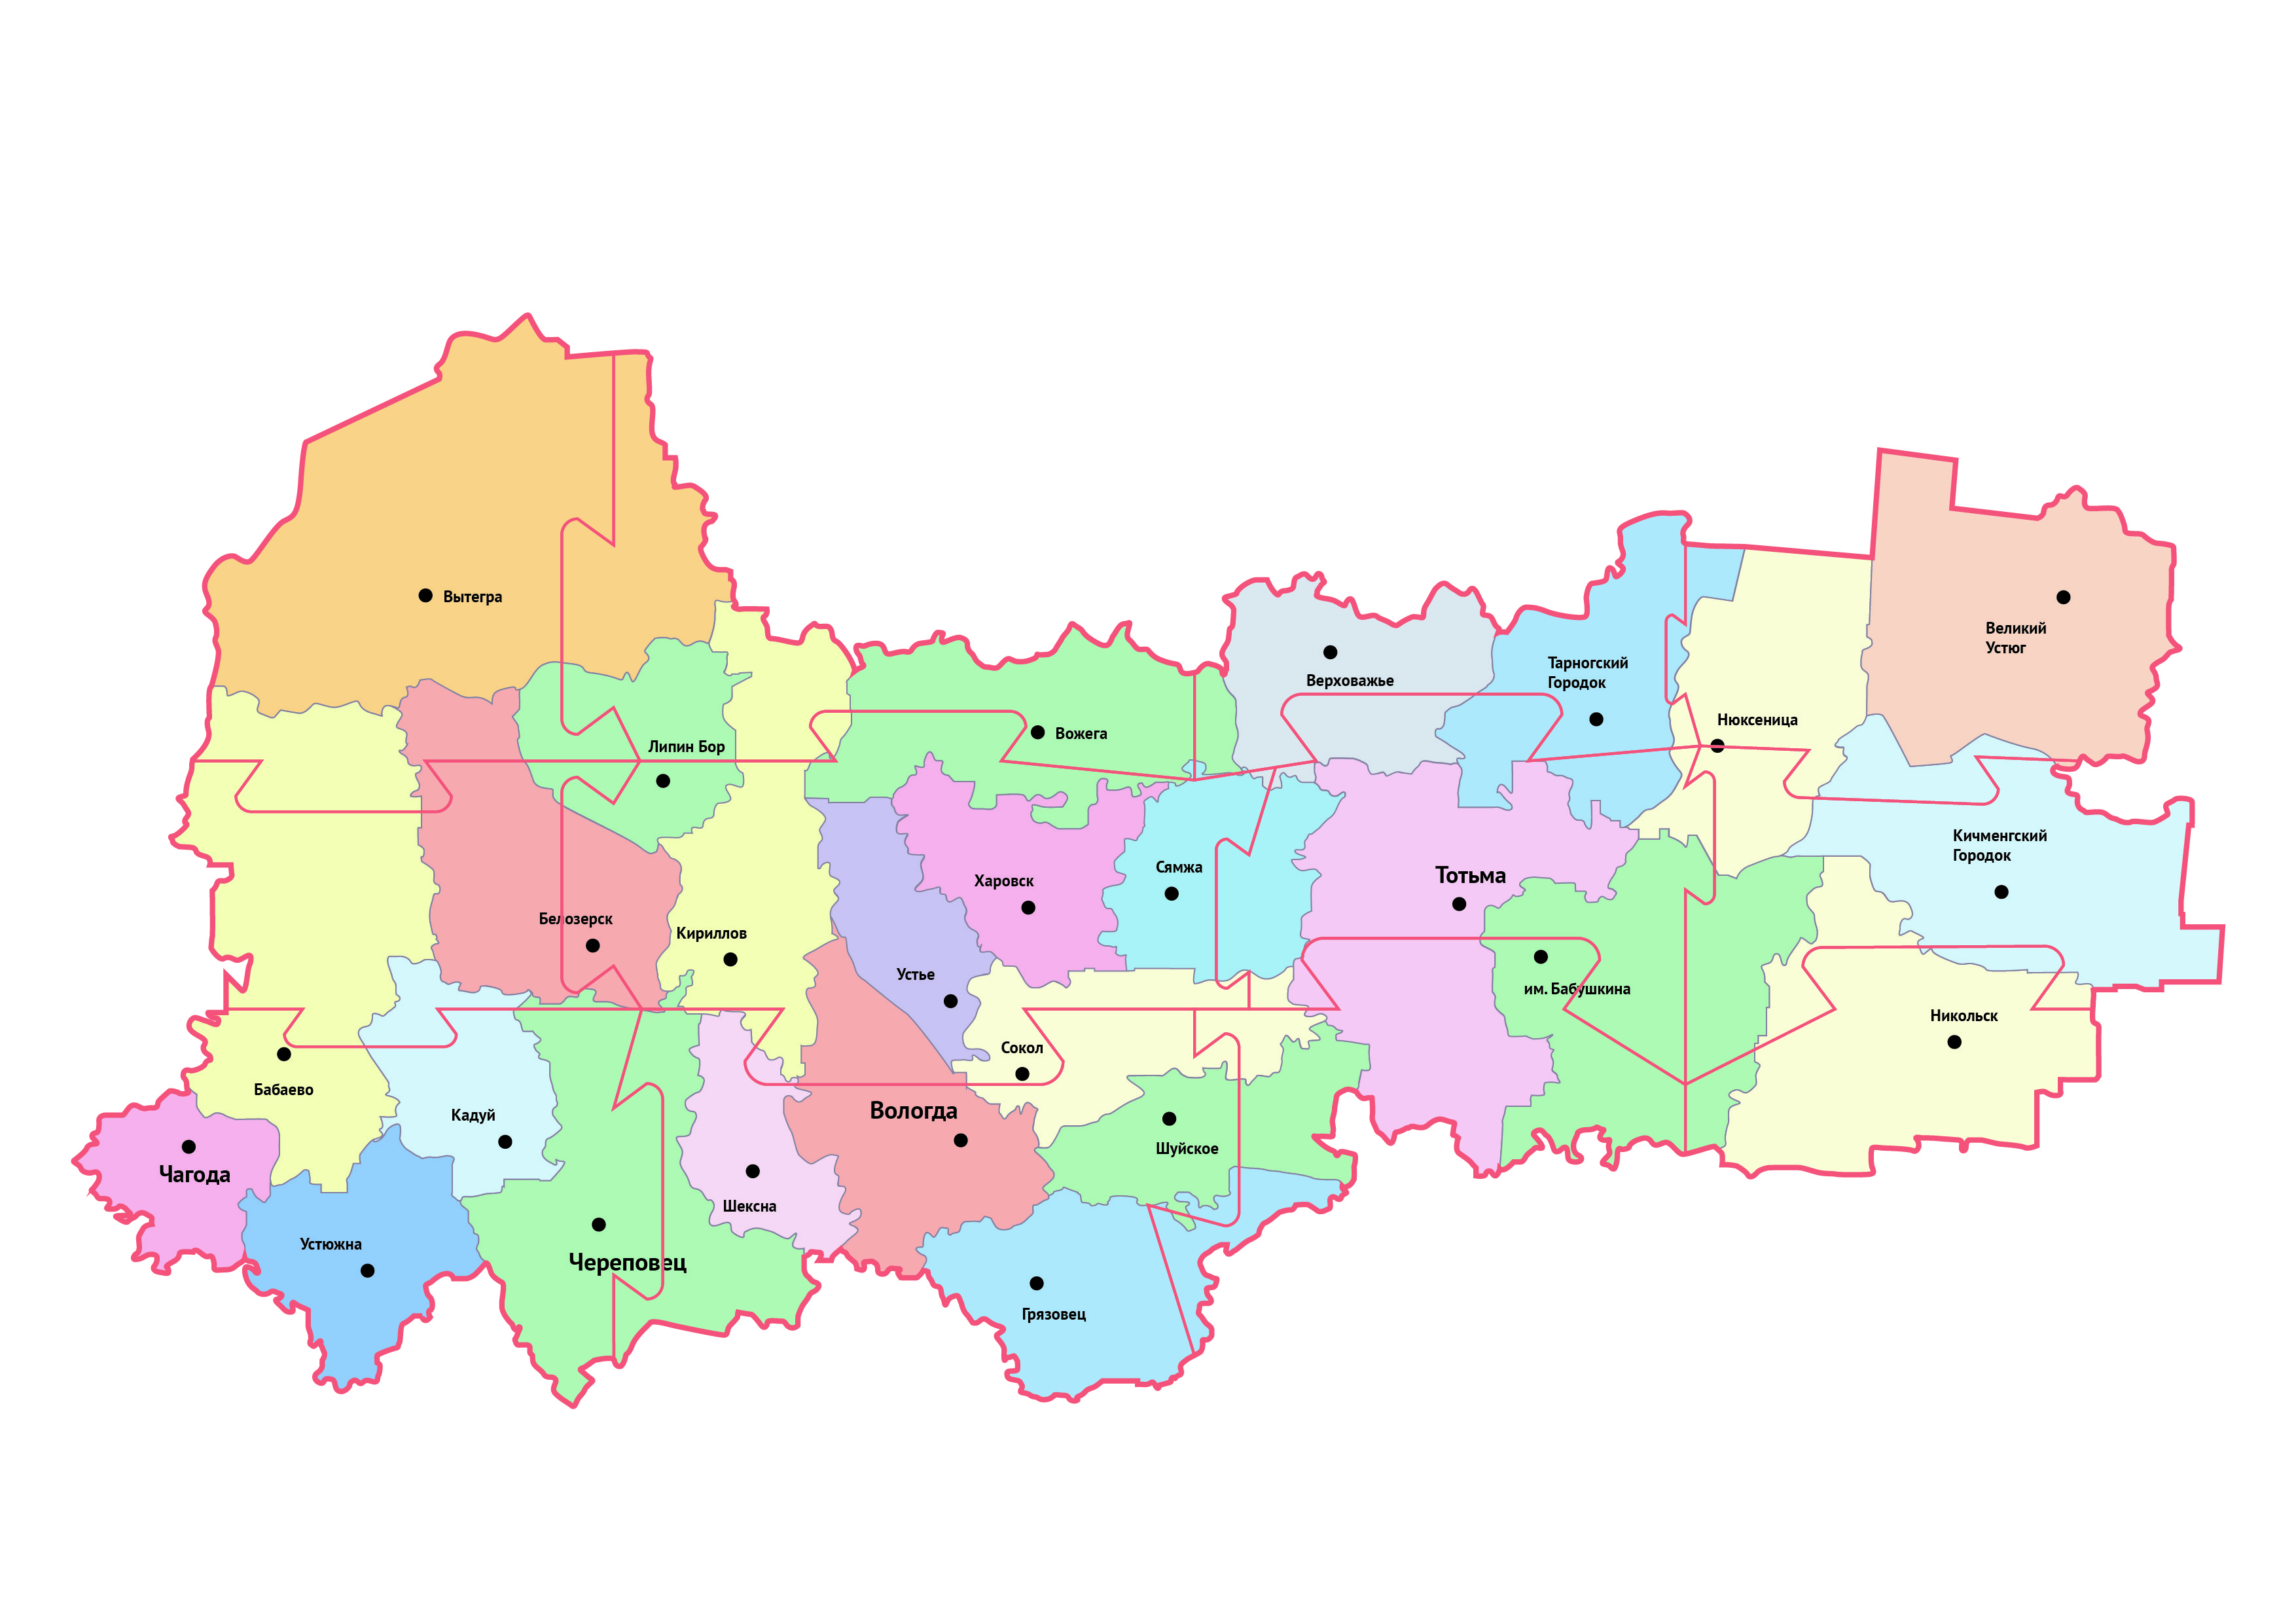 Вытегра
Великий
Устюг
Тарногский
Городок
Верховажье
Нюксеница
Вожега
Липин Бор
Кичменгский
Городок
Сямжа
Тотьма
Харовск
Белозерск
Кириллов
Устье
им. Бабушкина
Никольск
Сокол
Бабаево
Кадуй
Вологда
Шуйское
Чагода
Шексна
Устюжна
Череповец
Грязовец